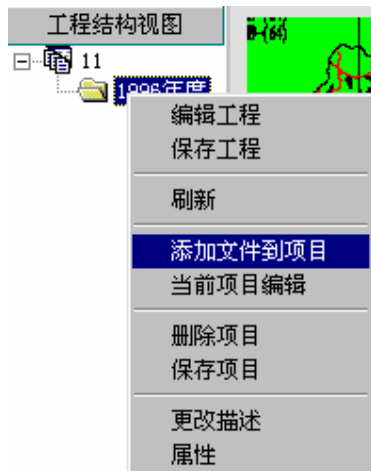 工程结构视图
11
1996年度
编辑工程
保存工程
刷新
添加文件到项目
当前项目编辑
删除项目
保存项目
更改描述
属性